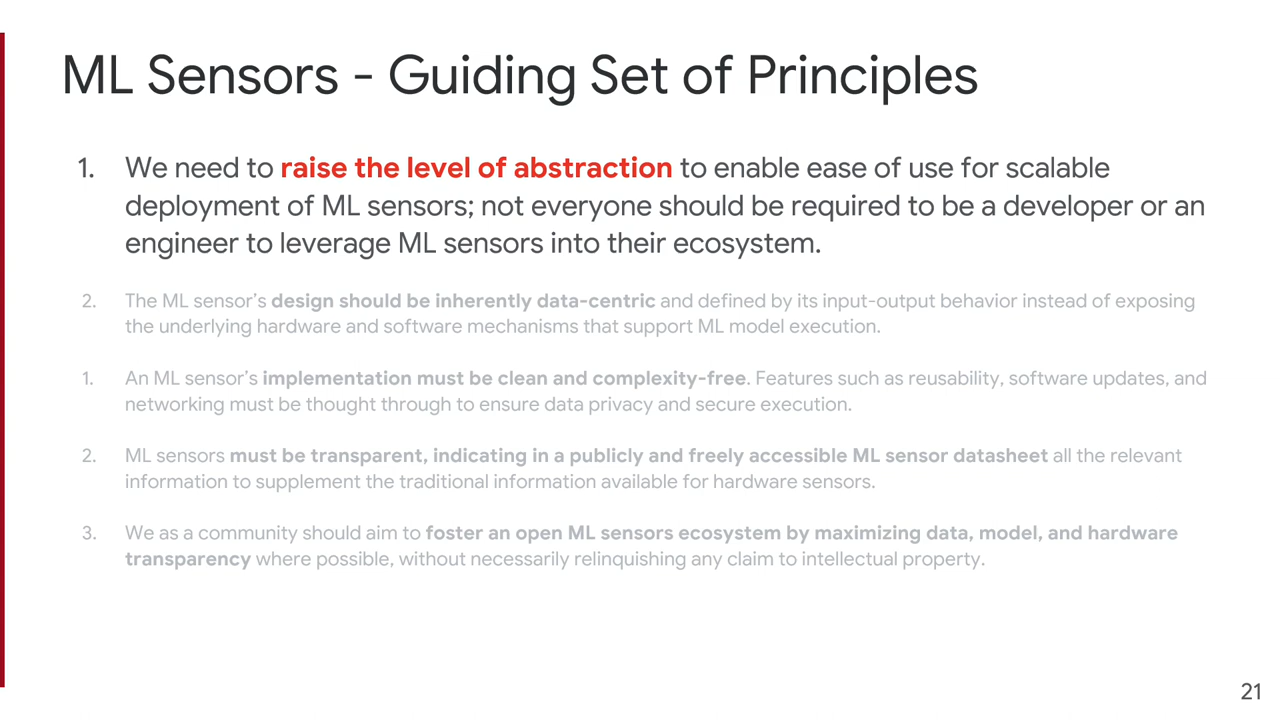 ML Sensors - Guiding Set of Principles
1. We need to raise the level of abstraction to enable ease of use for scalable
deployment of ML sensors; not everyone should be required to be a developer or an
engineer to leverage ML sensors into their ecosystem.
2. The ML sensor’s design should be inherently data-centric and defined by its input-output behavior instead of exposing
the underlying hardware and software mechanisms that support ML model execution.
1. An ML sensor’s implementation must be clean and complexity-free. Features such as reusability, software updates, and
networking must be thought through to ensure data privacy and secure execution.
2. ML sensors must be transparent, indicating in a publicly and freely accessible ML sensor datasheet all the relevant
information to supplement the traditional information available for hardware sensors.
3. We as a community should aim to foster an open ML sensors ecosystem by maximizing data, model, and hardware
transparency where possible, without necessarily relinquishing any claim to intellectual property.
21